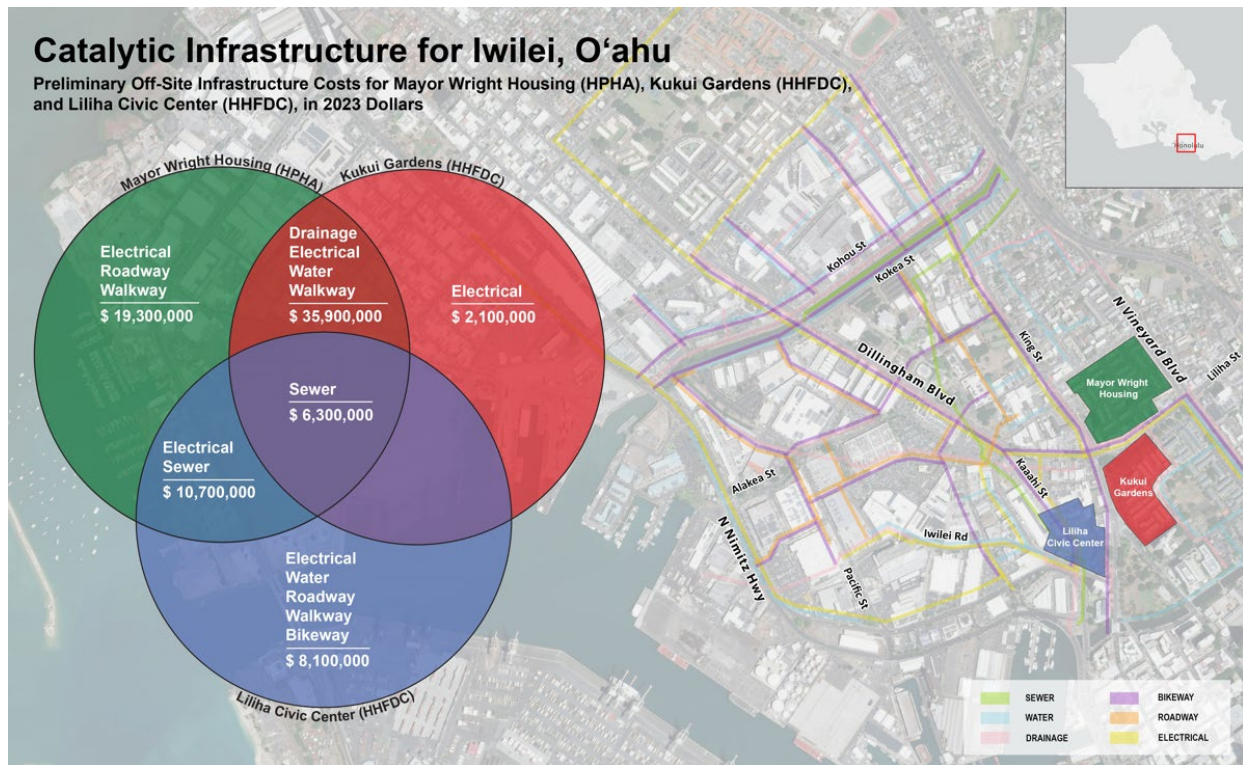 Catalytic Infrastructure for Iwilei, Oʻahu
Preliminary Off-Site Infrastructure Costs for Mayor Wright Housing (HPHA), Kukui Gardens (HHFDC),
and Liliha Civic Center (HHFDC), in 2023 Dollars
Honolulu
Mayor Wright Housing (HPHA)
Electrical
Roadway
Walkway
$ 19,300,000
Drainage
Electrical
Water
Walkway
$ 35,900,000
Kukui Gardens (HHFDC)
Electrical
$ 2,100,000
Sewer
$ 6,300,000
Electrical
Sewer
$ 10,700,000
Electrical
Water
Roadway
Walkway
Bikeway
$ 8,100,000
Liliha Civic Center (HHFDC)
Kohou St
Kokea St
King St
N Vineyard Blvd
Liliha St
Dillingham Blvd
Mayor Wright
Housing
Kukui
Gardens
Kaaahi St
Alakea St
N Nimitz Hwy
Iwilei Rd
Liliha
Civic Center
Pacific St
SEWER
WATER
DRAINAGE
BIKEWAY
ROADWAY
ELECTRICAL